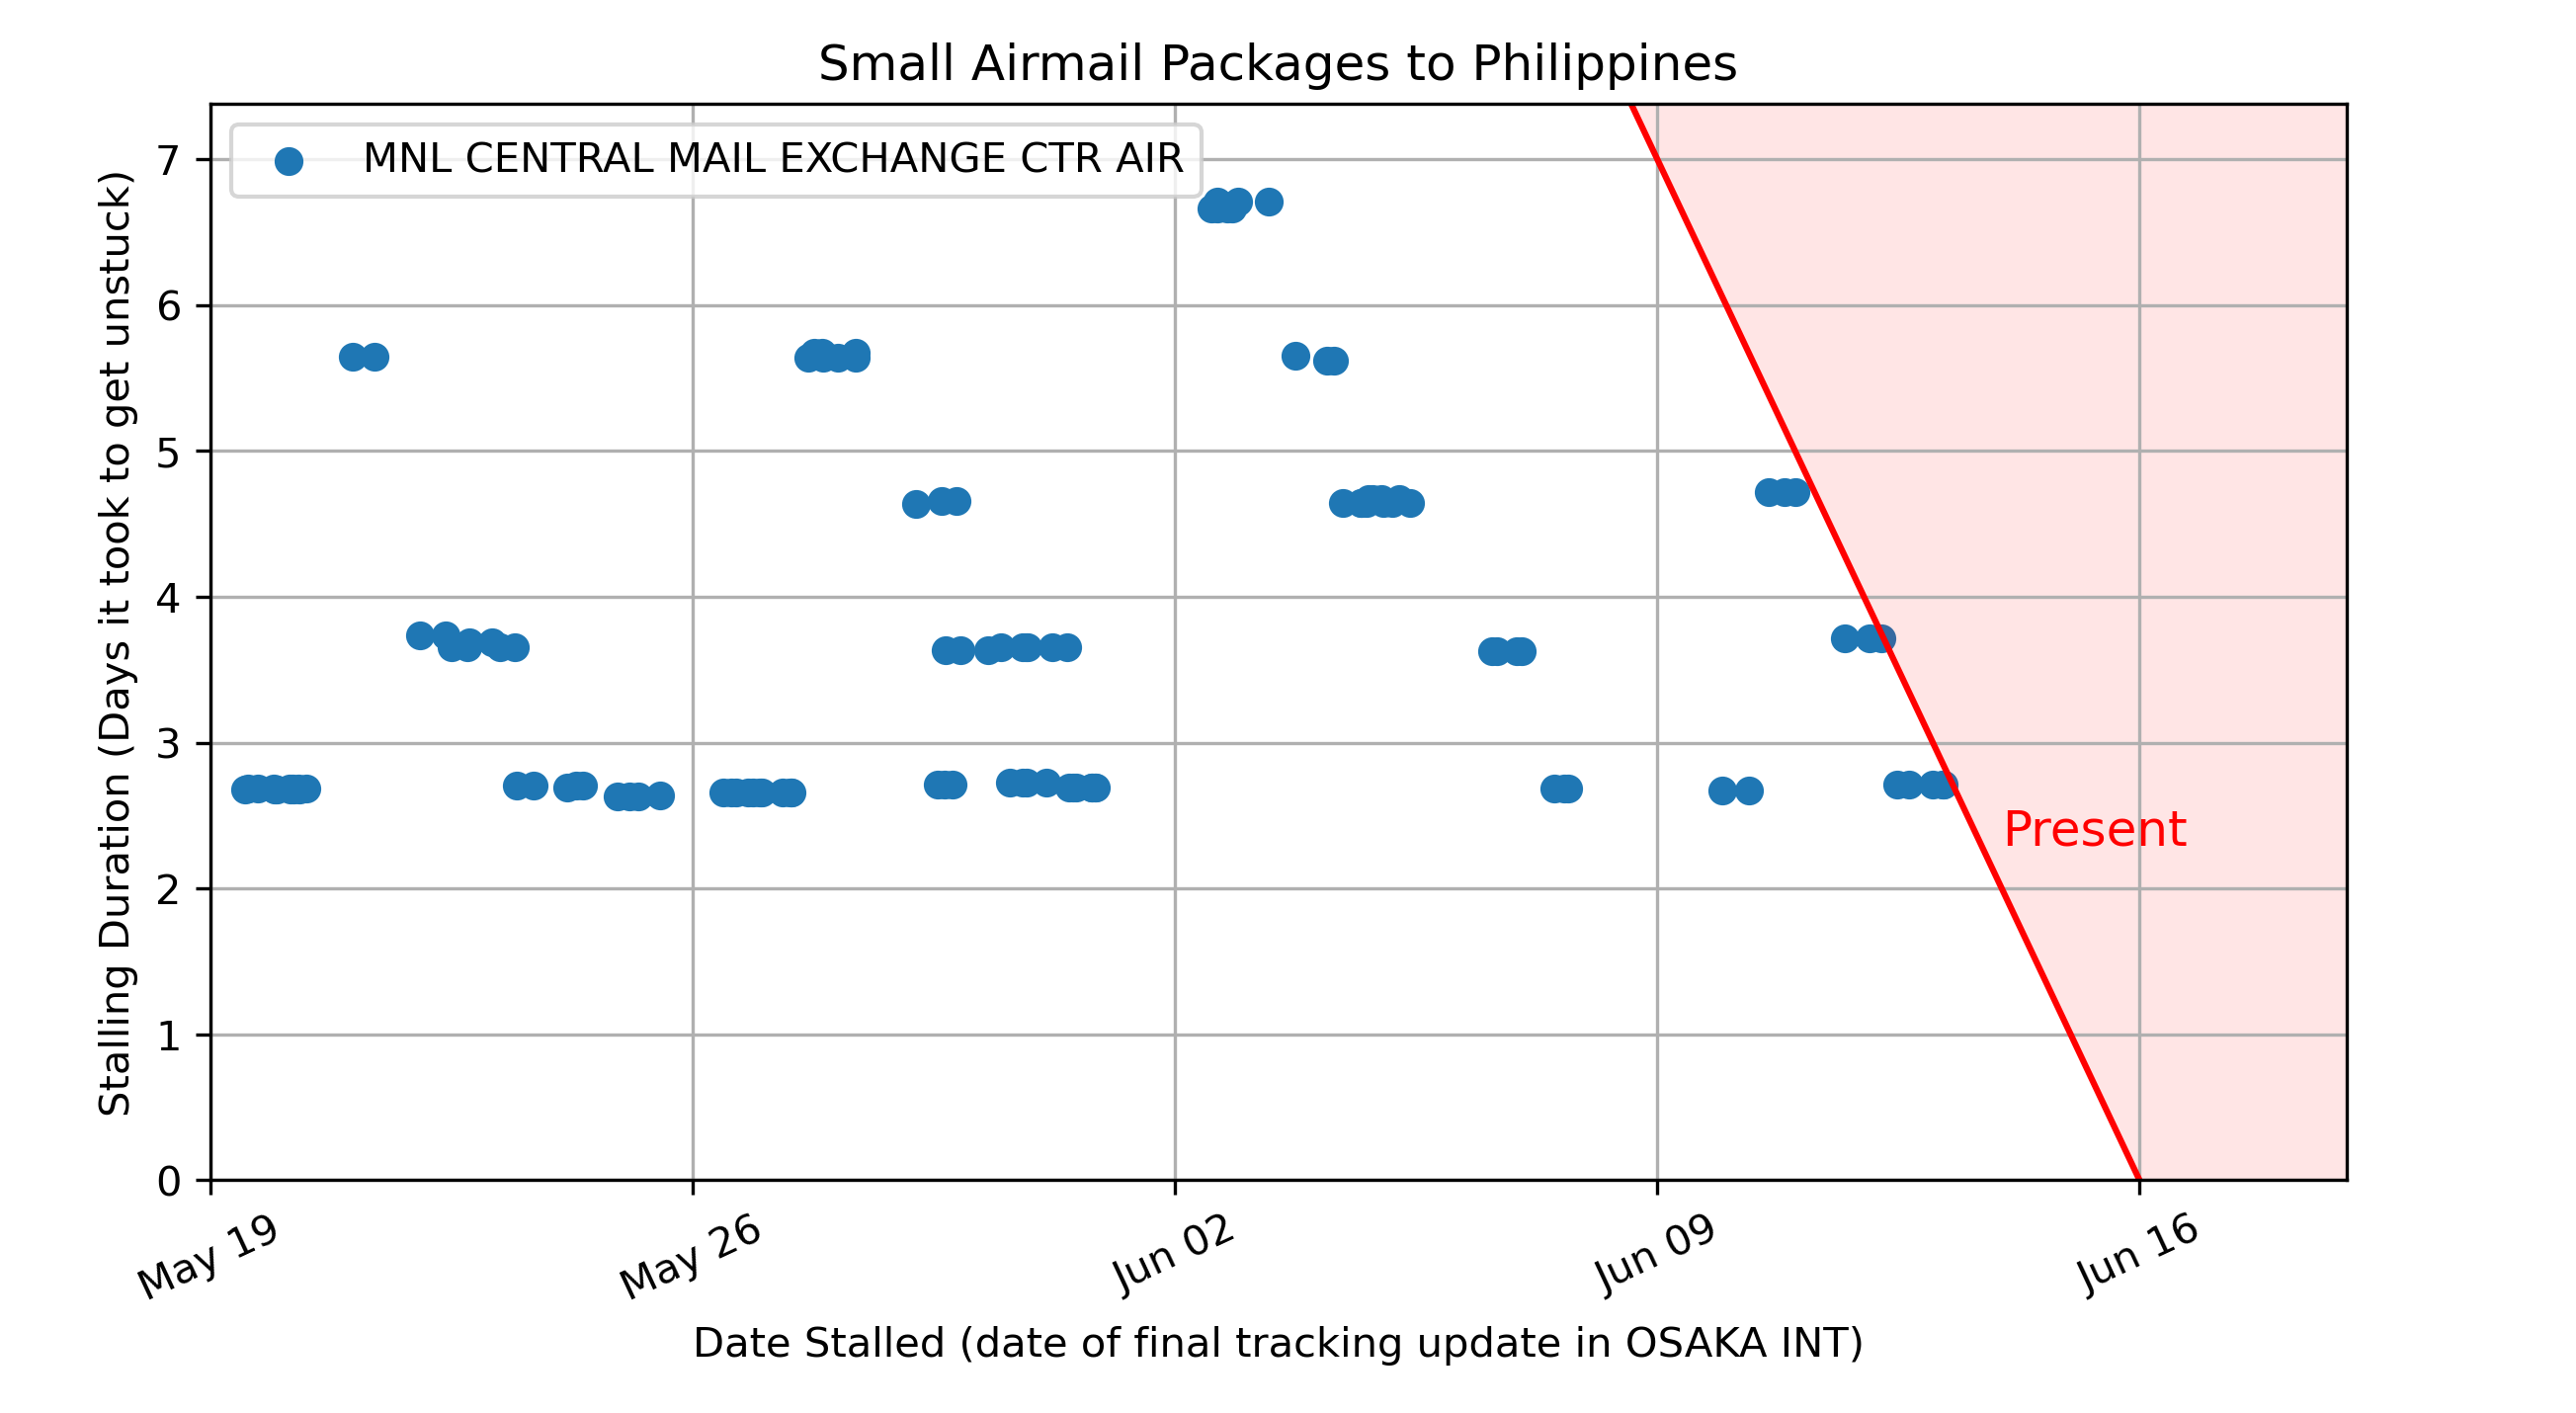 Small Airmail Packages to Philippines
MNL CENTRAL MAIL EXCHANGE CTR AIR
Stalling Duration (Days it took to get unstuck)
7
6
5
4
3
2
1
0
Present
May 19
May 26
Jun 02
Jun 09
Jun 16
Date Stalled (date of final tracking update in OSAKA INT)